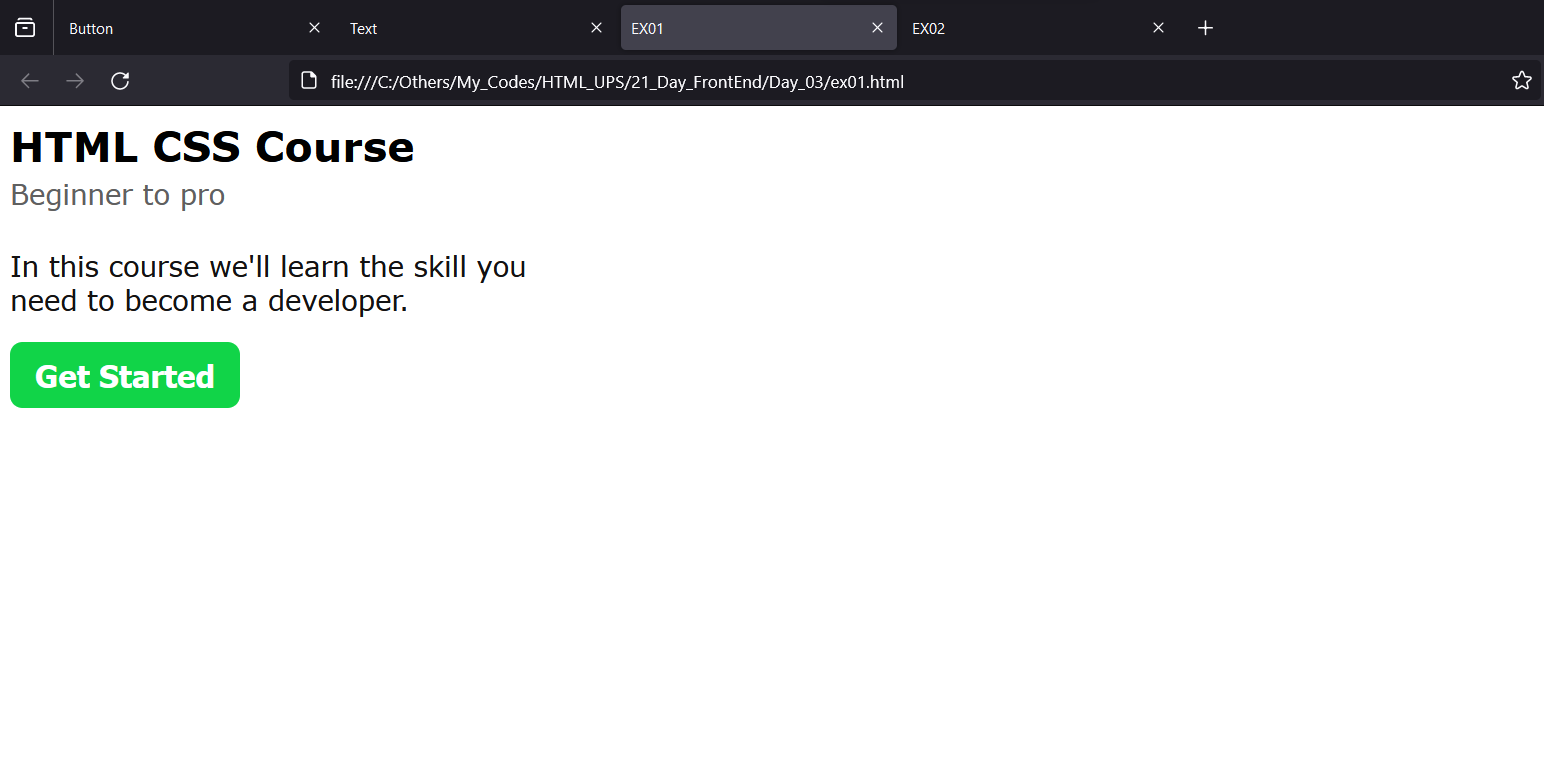 Button
Text
EX01
EX02
file:///C:/Others/My_Codes/HTML_UPS/21_Day_FrontEnd/Day_03/ex01.html
HTML CSS Course
Beginner to pro
In this course we'll learn the skill you
need to become a developer.
Get Started